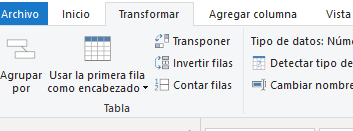 Archivo Inicio Transformar Agregar columna Vista
Agrupar por
Usar la primera fila como encabezado
Transponer
Invertir filas
Contar filas
Tabla
Tipo de datos: Núme
Detectar tipo de
Cambiar nombre